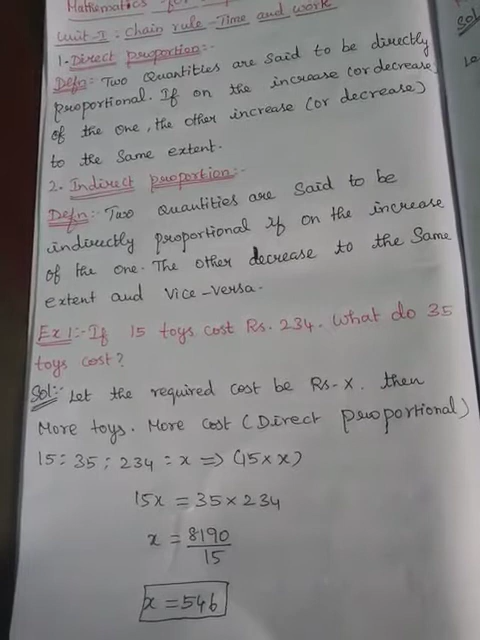 Mathematics - for
Unit-I: chain rule - Time and work
1. Direct proportion:-
Defn:- Two Quantities are said to be directly
proportional. If on the increase (or decrease
of the one, the other increase (or decrease)
to the same extent.
2. Indirect proportion:-
Defn:- Two Quantities are said to be
indirectly proportional If on the increase
of the one. The other decrease to the same
extent and vice-versa.
Ex 1:- If 15 toys cost Rs. 234. What do 35
toys cost?
Sol:- Let the required cost be Rs-x. then
More toys. More cost (Direct proportional)
15 : 35 : 234 : x => (15 x x)
15x = 35 x 234
x = 8190
15
x = 546
Sol
Le